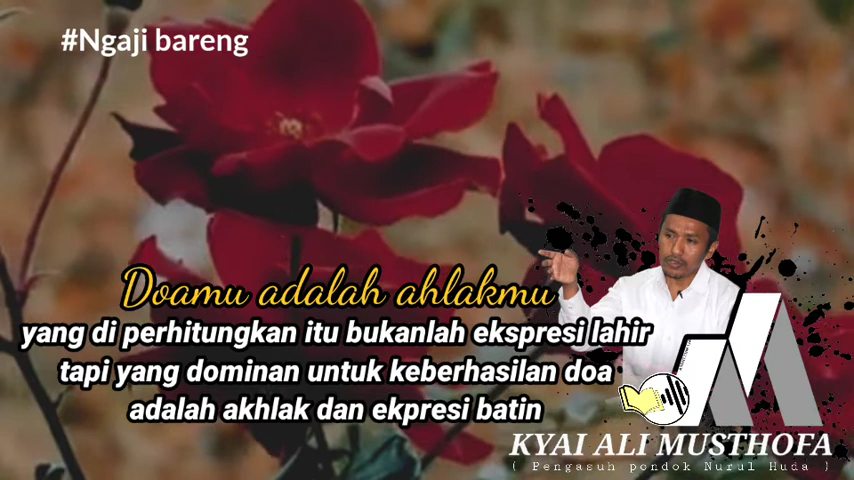 #Ngaji bareng
Doamu adalah ahlakmu
yang di perhitungkan itu bukanlah ekspresi lahir
tapi yang dominan untuk keberhasilan doa
adalah akhlak dan ekpresi batin
KYAI ALI MUSTHOFA
( Pengasuh pondok Nurul Huda )